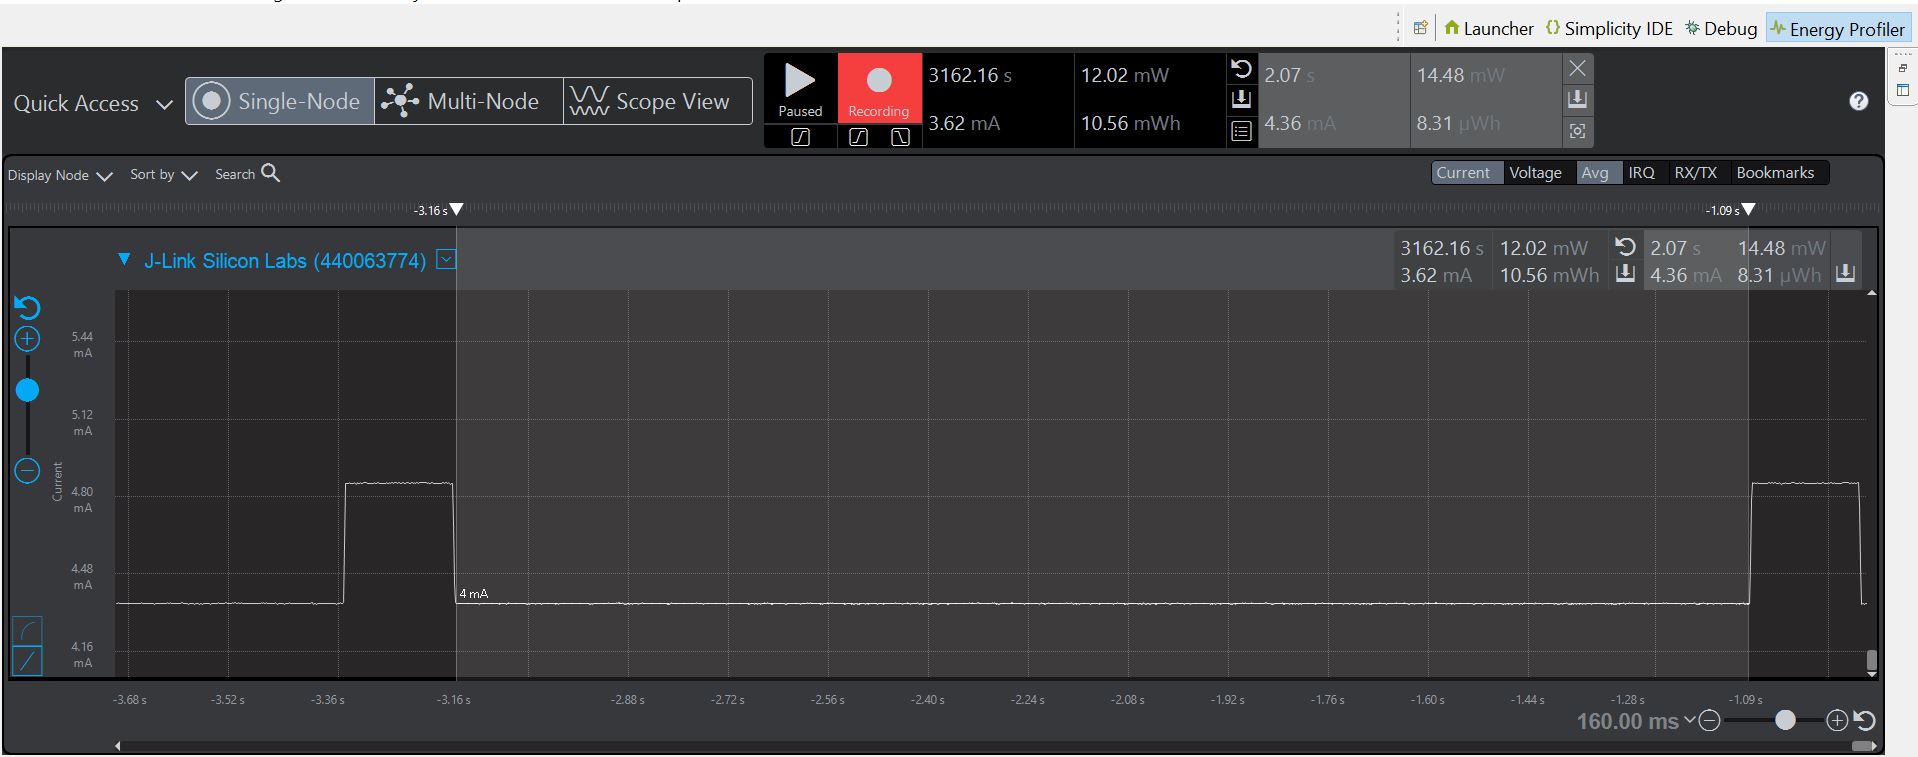 Launcher Simplicity IDE Debug Energy Profiler
Quick Access Single-Node Multi-Node Scope View
Paused Recording
3162.16 s 12.02 mW
3.62 mA 10.56 mWh
2.07 s 14.48 mW
4.36 mA 8.31 µWh
Display Node Sort by Search
Current Voltage Avg IRQ RX/TX Bookmarks
-3.16 s -1.09 s
J-Link Silicon Labs (440063774)
3162.16 s 12.02 mW 2.07 s 14.48 mW
3.62 mA 10.56 mWh 4.36 mA 8.31 µWh
5.44
mA
5.12
mA
Current
4.80
mA
4.48
mA
4 mA
4.16
mA
-3.68 s -3.52 s -3.36 s -3.16 s -2.88 s -2.72 s -2.56 s -2.40 s -2.24 s -2.08 s -1.92 s -1.76 s -1.60 s -1.44 s -1.28 s -1.09 s
160.00 ms